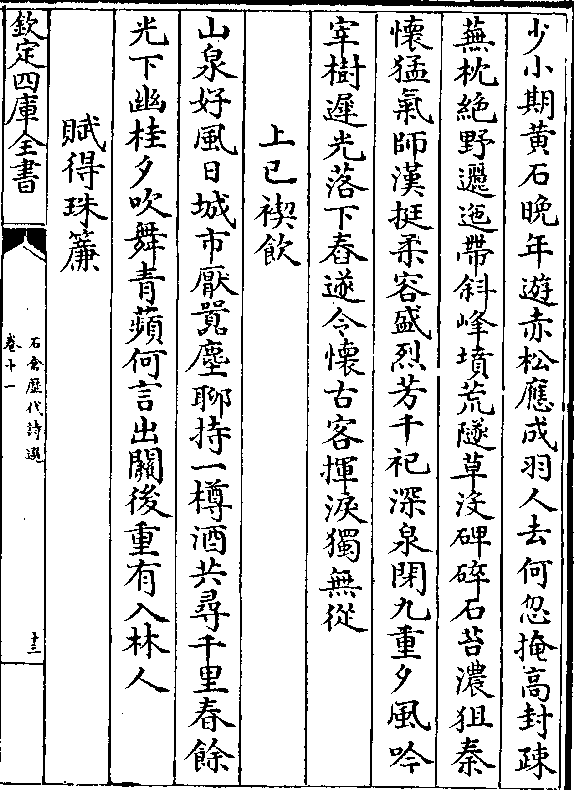 少小期黄石晚年遊赤松應成羽人去何忽掩高封疎
蕪枕絶野邐迤帶斜峰墳荒隧草没碑碎石苔濃狙秦
懷猛氣師漢挺柔容盛烈芳千祀深泉閉九重夕風吟
宰樹遲光落下舂遂令懷古客揮淚獨無從
上巳禊飲
山泉好風日城市厭囂塵聊持一樽酒共尋千里春餘
光下幽桂夕吹舞青蘋何言出關後重有入林人
賦得珠簾
欽定四庫全書
石倉歷代詩選
卷十一
十三